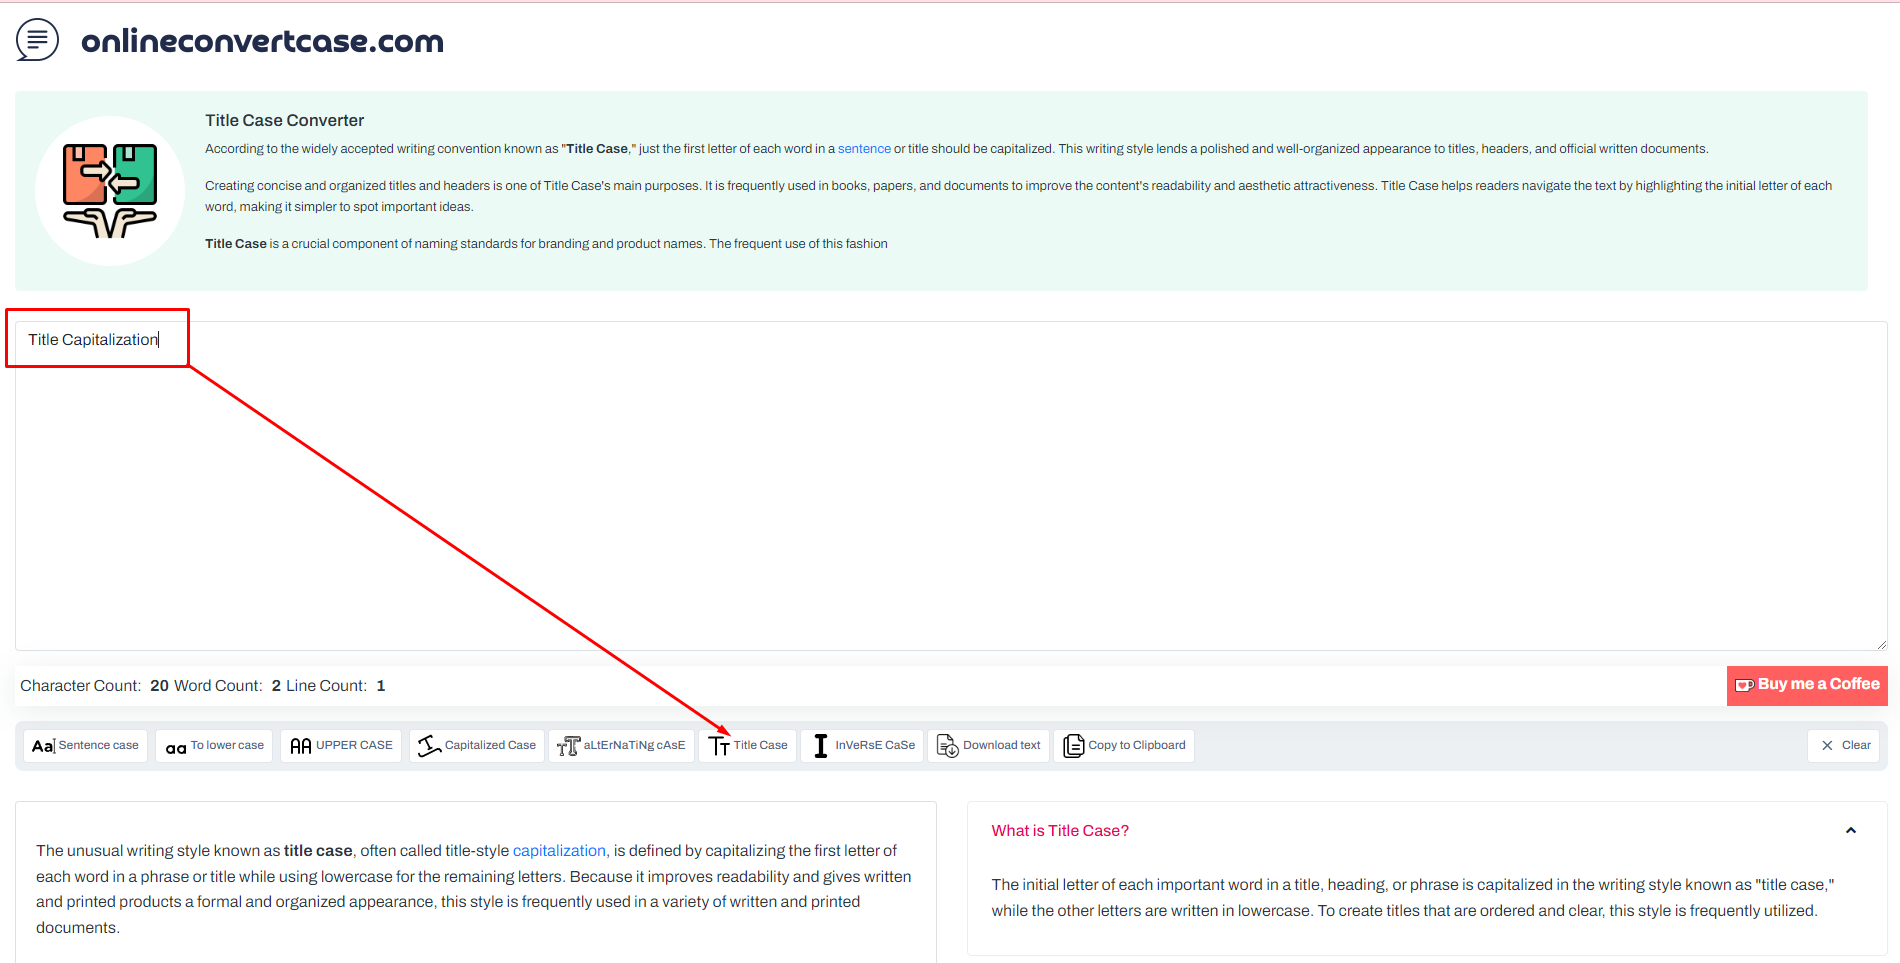 onlineconvertcase.com
Title Case Converter
According to the widely accepted writing convention known as "Title Case," just the first letter of each word in a sentence or title should be capitalized. This writing style lends a polished and well-organized appearance to titles, headers, and official written documents.
Creating concise and organized titles and headers is one of Title Case's main purposes. It is frequently used in books, papers, and documents to improve the content's readability and aesthetic attractiveness. Title Case helps readers navigate the text by highlighting the initial letter of each
word, making it simpler to spot important ideas.
Title Case is a crucial component of naming standards for branding and product names. The frequent use of this fashion
Title Capitalization
Character Count: 20 Word Count: 2 Line Count: 1
Buy me a Coffee
Aa Sentence case aa To lower case AA UPPER CASE Capitalized Case TT aLtErNaTiNg cAsE TT Title Case I InVeRsE CaSe Download text Copy to Clipboard × Clear
The unusual writing style known as title case, often called title-style capitalization, is defined by capitalizing the first letter of
each word in a phrase or title while using lowercase for the remaining letters. Because it improves readability and gives written
and printed products a formal and organized appearance, this style is frequently used in a variety of written and printed
documents.
What is Title Case?
The initial letter of each important word in a title, heading, or phrase is capitalized in the writing style known as "title case,"
while the other letters are written in lowercase. To create titles that are ordered and clear, this style is frequently utilized.